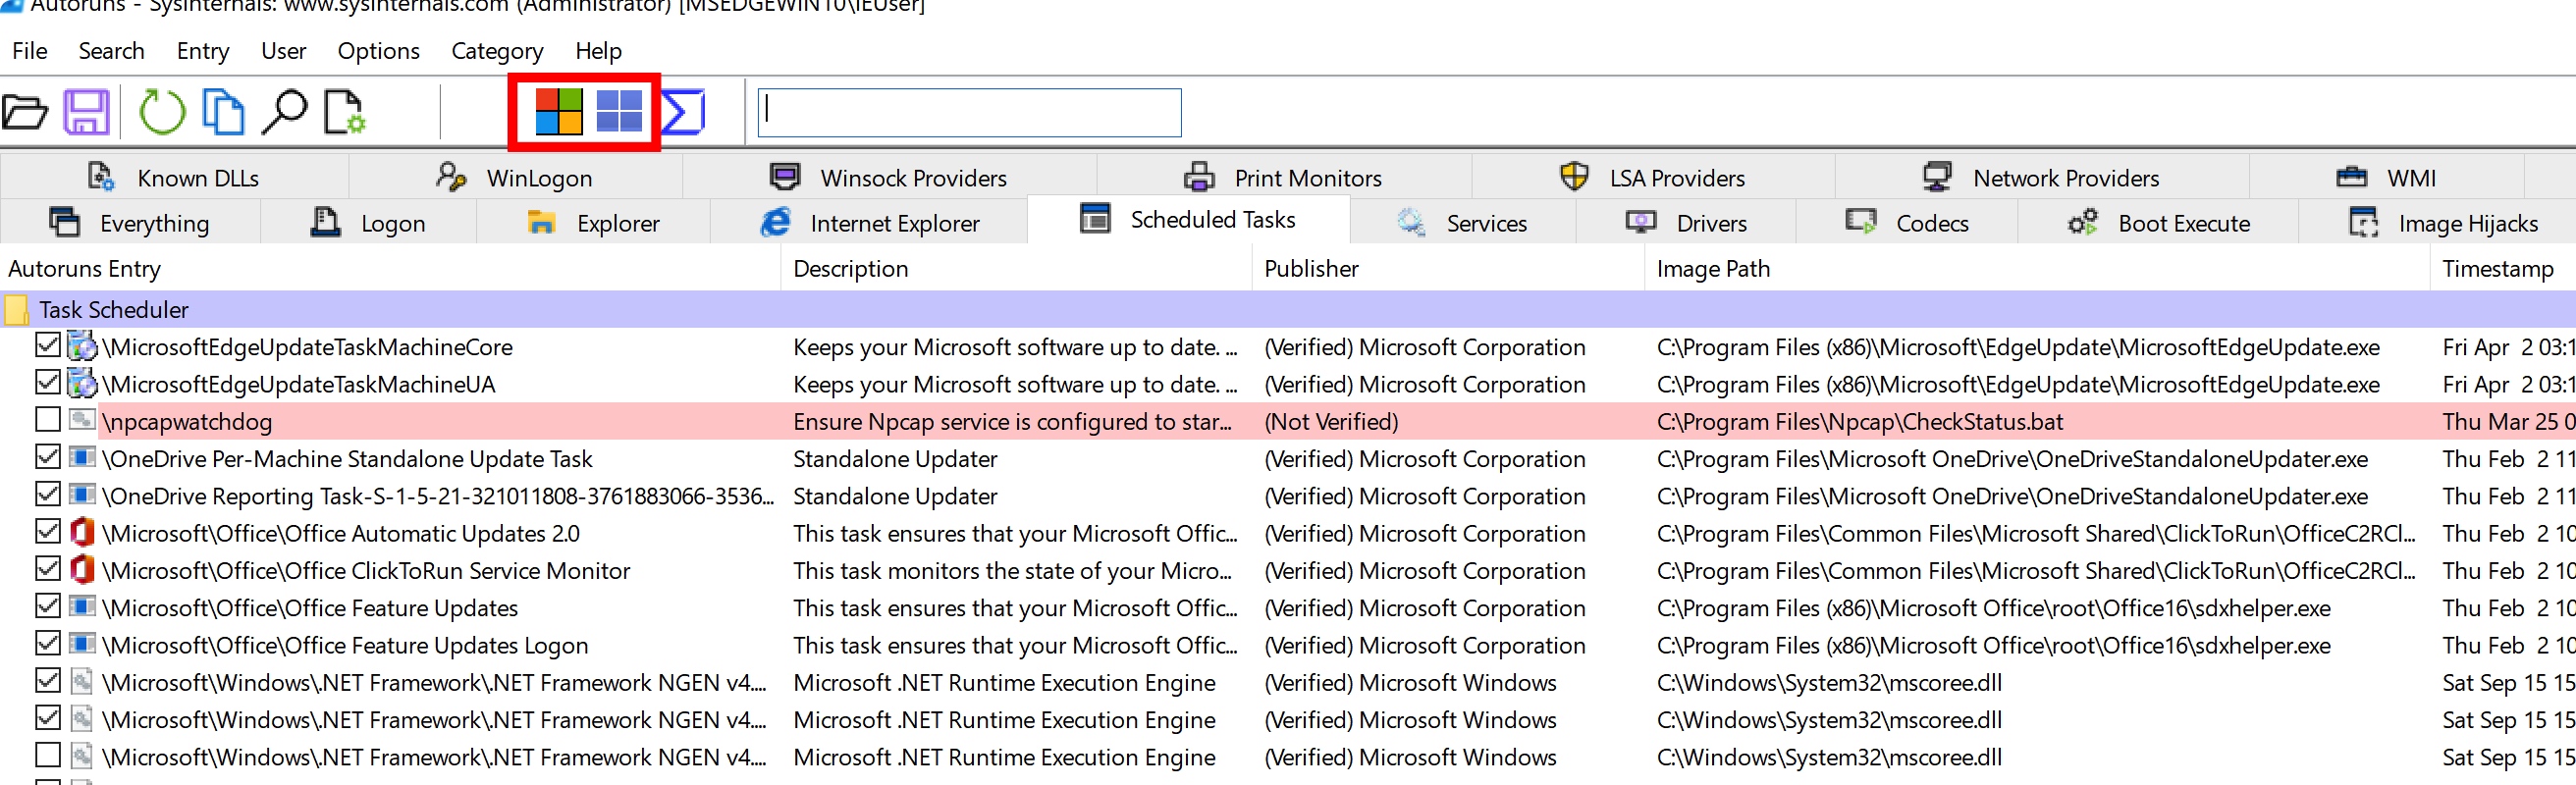 Autoruns - Sysinternals: www.sysinternals.com (Administrator) [MSEDGEWIN10\IEUser]
File Search Entry User Options Category Help
Known DLLs WinLogon Winsock Providers Print Monitors LSA Providers Network Providers WMI
Everything Logon Explorer Internet Explorer Scheduled Tasks Services Drivers Codecs Boot Execute Image Hijacks
Autoruns Entry Description Publisher Image Path Timestamp
Task Scheduler
\MicrosoftEdgeUpdateTaskMachineCore Keeps your Microsoft software up to date. ... (Verified) Microsoft Corporation C:\Program Files (x86)\Microsoft\EdgeUpdate\MicrosoftEdgeUpdate.exe Fri Apr 2 03:1
\MicrosoftEdgeUpdateTaskMachineUA Keeps your Microsoft software up to date. ... (Verified) Microsoft Corporation C:\Program Files (x86)\Microsoft\EdgeUpdate\MicrosoftEdgeUpdate.exe Fri Apr 2 03:1
\npcapwatchdog Ensure Npcap service is configured to star... (Not Verified) C:\Program Files\Npcap\CheckStatus.bat Thu Mar 25 0
\OneDrive Per-Machine Standalone Update Task Standalone Updater (Verified) Microsoft Corporation C:\Program Files\Microsoft OneDrive\OneDriveStandaloneUpdater.exe Thu Feb 2 11
\OneDrive Reporting Task-S-1-5-21-321011808-3761883066-3536... Standalone Updater (Verified) Microsoft Corporation C:\Program Files\Microsoft OneDrive\OneDriveStandaloneUpdater.exe Thu Feb 2 11
\Microsoft\Office\Office Automatic Updates 2.0 This task ensures that your Microsoft Offic... (Verified) Microsoft Corporation C:\Program Files\Common Files\Microsoft Shared\ClickToRun\OfficeC2RCl... Thu Feb 2 10
\Microsoft\Office\Office ClickToRun Service Monitor This task monitors the state of your Micro... (Verified) Microsoft Corporation C:\Program Files\Common Files\Microsoft Shared\ClickToRun\OfficeC2RCl... Thu Feb 2 10
\Microsoft\Office\Office Feature Updates This task ensures that your Microsoft Offic... (Verified) Microsoft Corporation C:\Program Files (x86)\Microsoft Office\root\Office16\sdxhelper.exe Thu Feb 2 10
\Microsoft\Office\Office Feature Updates Logon This task ensures that your Microsoft Offic... (Verified) Microsoft Corporation C:\Program Files (x86)\Microsoft Office\root\Office16\sdxhelper.exe Thu Feb 2 10
\Microsoft\Windows\.NET Framework\.NET Framework NGEN v4.... Microsoft .NET Runtime Execution Engine (Verified) Microsoft Windows C:\Windows\System32\mscoree.dll Sat Sep 15 15
\Microsoft\Windows\.NET Framework\.NET Framework NGEN v4.... Microsoft .NET Runtime Execution Engine (Verified) Microsoft Windows C:\Windows\System32\mscoree.dll Sat Sep 15 15
\Microsoft\Windows\.NET Framework\.NET Framework NGEN v4.... Microsoft .NET Runtime Execution Engine (Verified) Microsoft Windows C:\Windows\System32\mscoree.dll Sat Sep 15 15